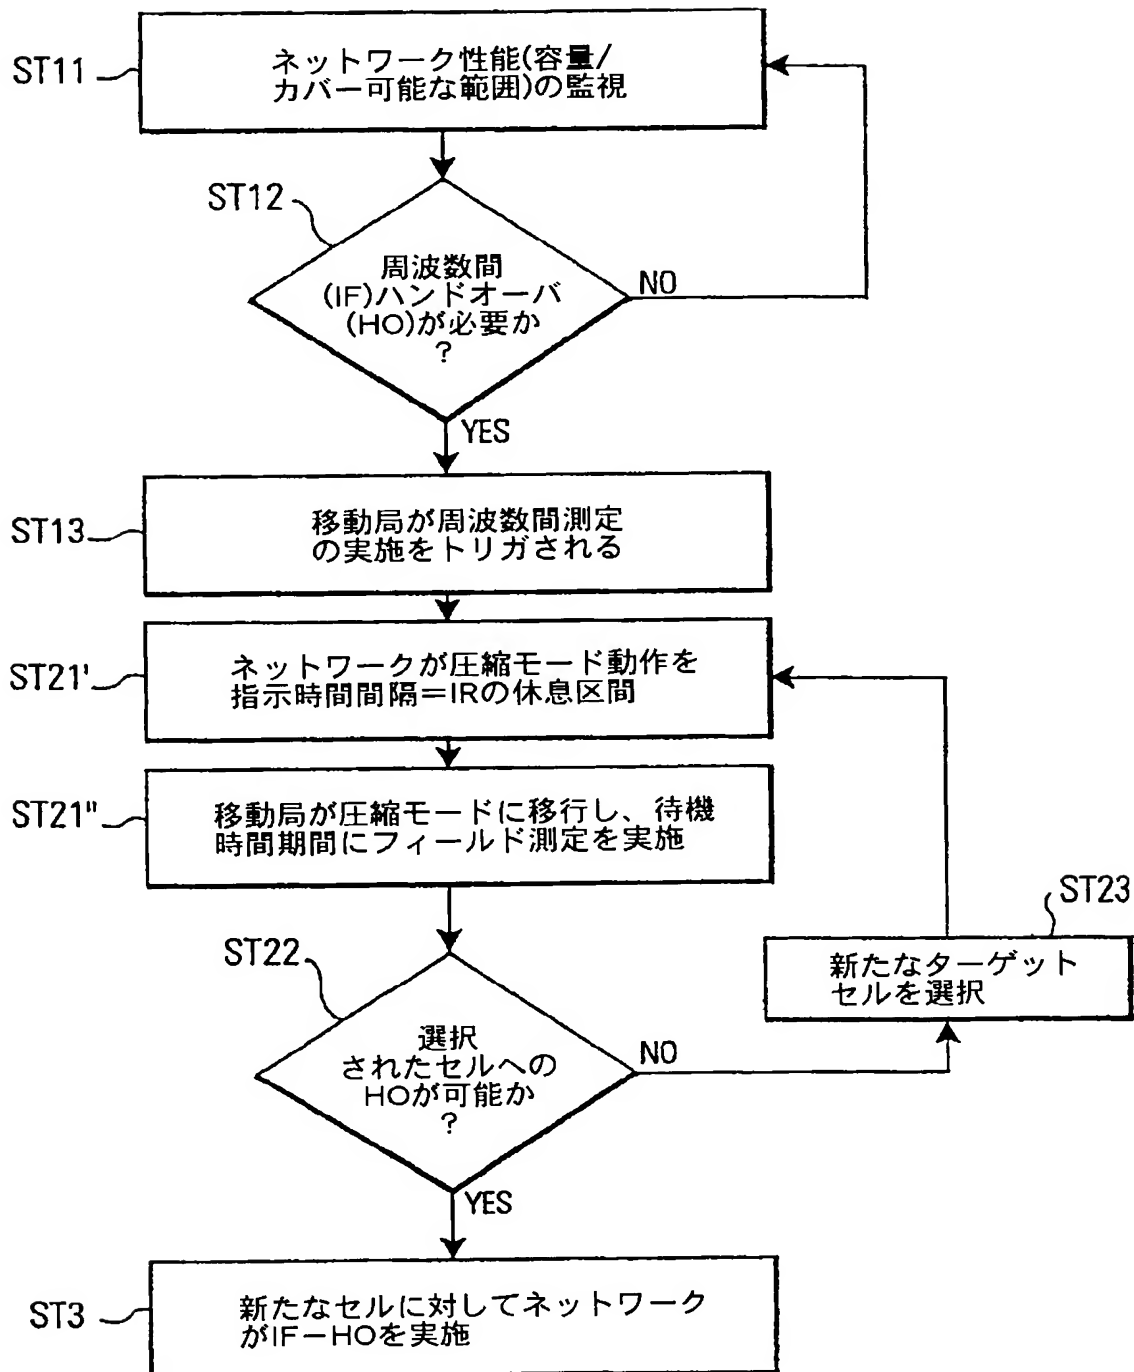 ST11
ネットワーク性能(容量/
カバー可能な範囲)の監視
ST12
周波数間
(IF)ハンドオーバ
(HO)が必要か
?
NO
YES
ST13
移動局が周波数間測定
の実施をトリガされる
ST21'
ネットワークが圧縮モード動作を
指示時間間隔=IRの休息区間
ST21"
移動局が圧縮モードに移行し、待機
時間期間にフィールド測定を実施
ST22
選択
されたセルへの
HOが可能か
?
NO
ST23
新たなターゲット
セルを選択
YES
ST3
新たなセルに対してネットワーク
がIF-HOを実施